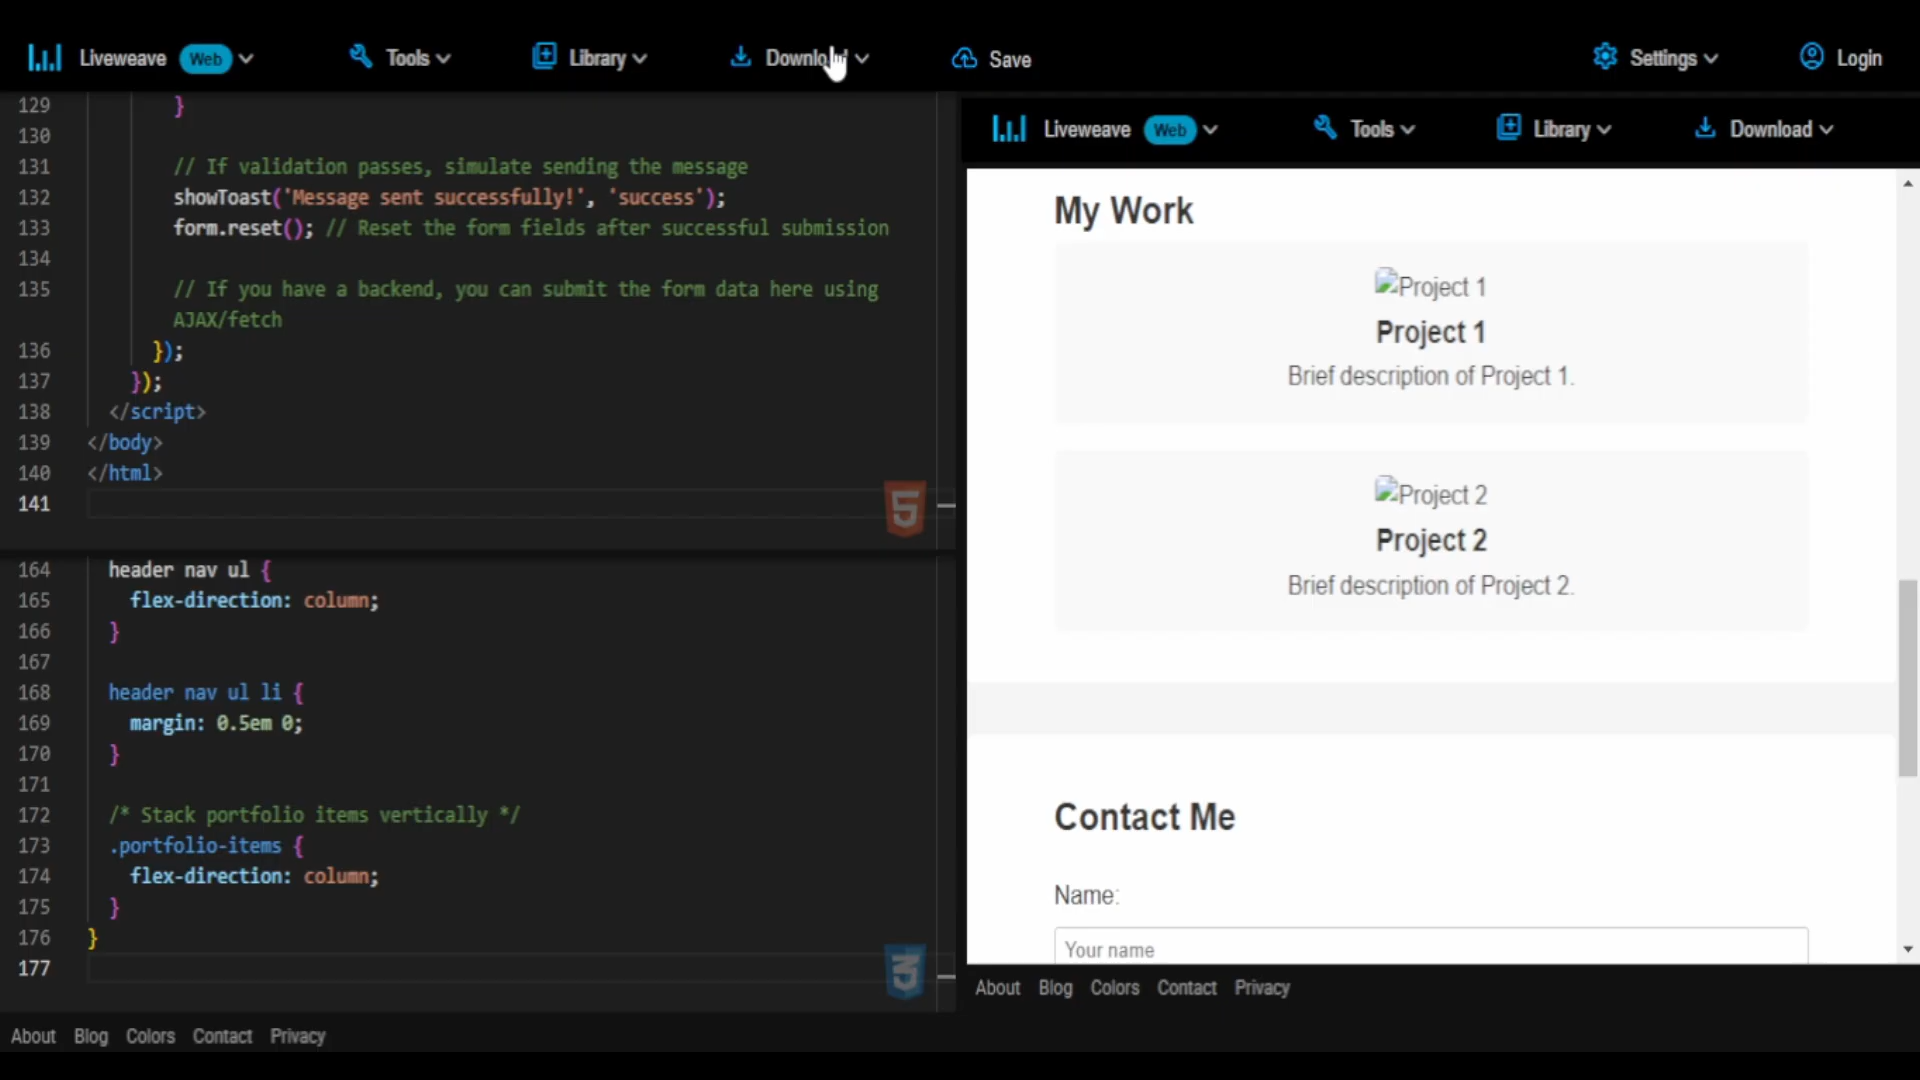 Liveweave Web Tools Library Download Save Settings Login
129 }
130
131 // If validation passes, simulate sending the message
132 showToast('Message sent successfully!', 'success');
133 form.reset(); // Reset the form fields after successful submission
134
135 // If you have a backend, you can submit the form data here using
AJAX/fetch
136 });
137 });
138 </script>
139 </body>
140 </html>
141
5
164 header nav ul {
165 flex-direction: column;
166 }
167
168 header nav ul li {
169 margin: 0.5em 0;
170 }
171
172 /* Stack portfolio items vertically */
173 .portfolio-items {
174 flex-direction: column;
175 }
176 }
177
3
About Blog Colors Contact Privacy
Liveweave Web Tools Library Download
My Work
Project 1
Project 1
Brief description of Project 1.
Project 2
Project 2
Brief description of Project 2.
Contact Me
Name:
Your name
About Blog Colors Contact Privacy